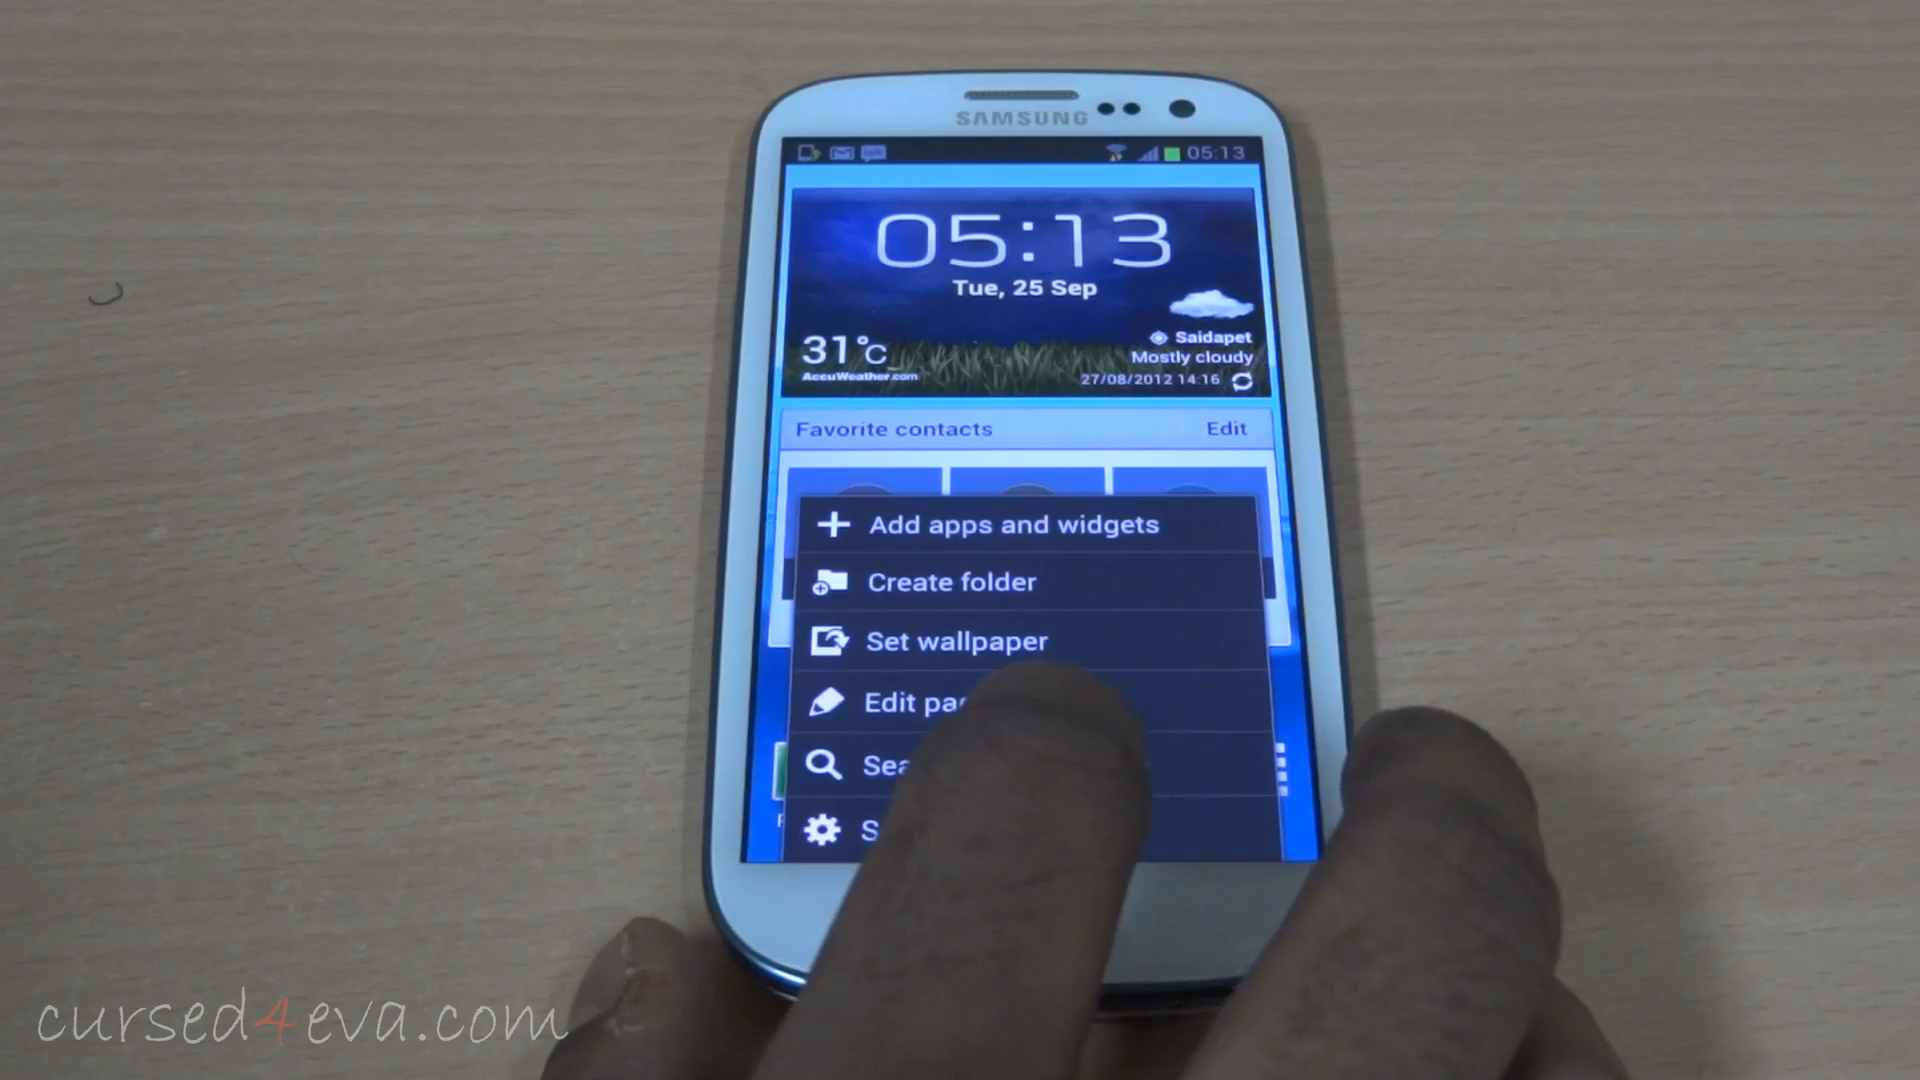 SAMSUNG
05:13
05:13
Tue, 25 Sep
31°C
Saidapet
Mostly cloudy
AccuWeather.com
27/08/2012 14:16
Favorite contacts
Edit
Add apps and widgets
Create folder
Set wallpaper
Edit
cursed4eva.com